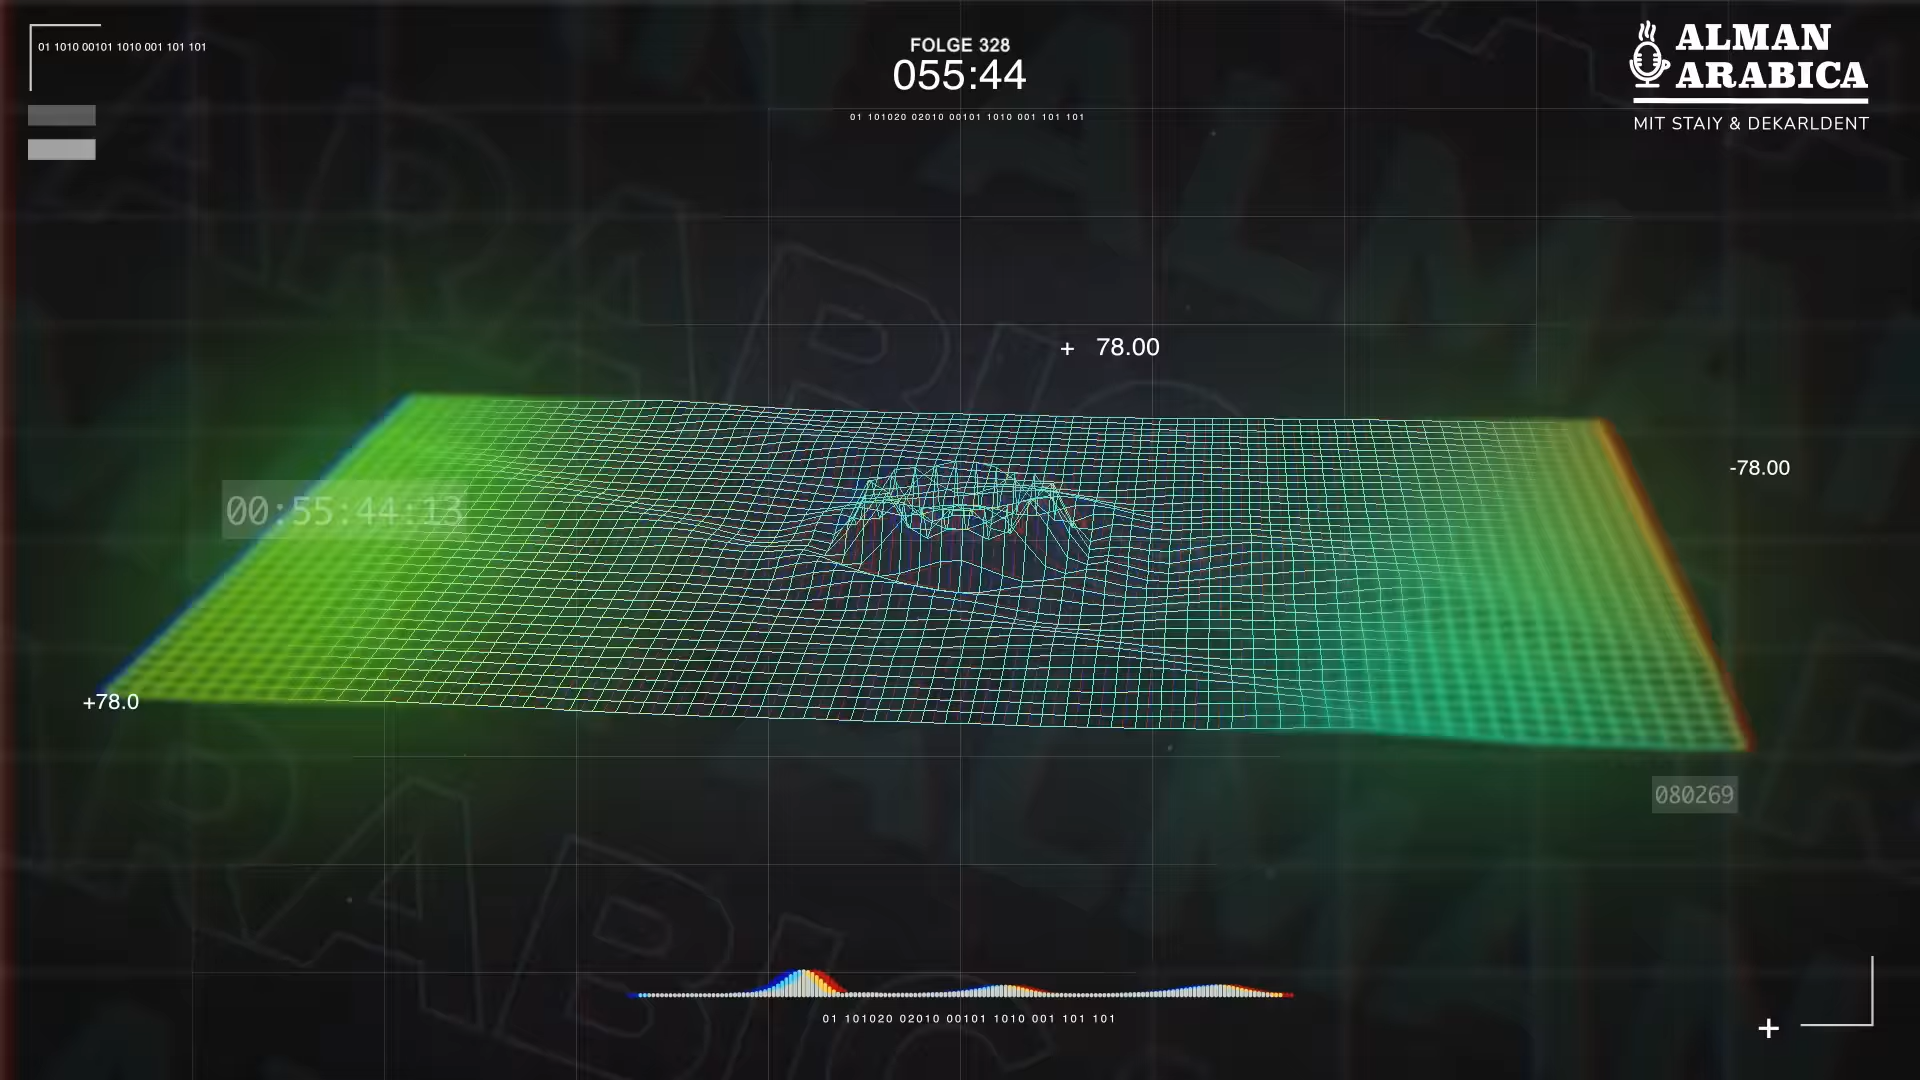 01 1010 00101 1010 001 101 101
FOLGE 328
055:44
01 101020 02010 00101 1010 001 101 101
ALMAN
ARABICA
MIT STAIY & DEKARLDENT
+ 78.00
-78.00
00:55:44:13
+78.0
080269
01 101020 02010 00101 1010 001 101 101
+